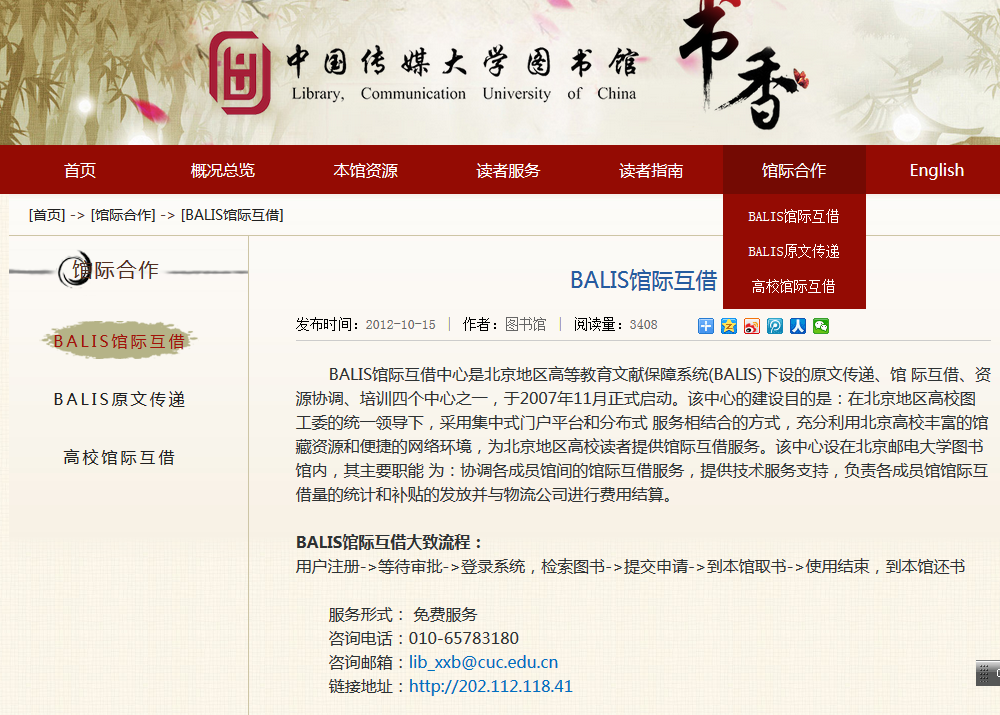 中国传媒大学图书馆
Library, Communication University of China
书香
首页 概况总览 本馆资源 读者服务 读者指南 馆际合作 English
[首页] -> [馆际合作] -> [BALIS馆际互借]
BALIS馆际互借
BALIS原文传递
高校馆际互借
馆际合作
BALIS馆际互借
BALIS原文传递
高校馆际互借
BALIS馆际互借
发布时间：2012-10-15 | 作者：图书馆 | 阅读量：3408
BALIS馆际互借中心是北京地区高等教育文献保障系统(BALIS)下设的原文传递、馆 际互借、资
源协调、培训四个中心之一，于2007年11月正式启动。该中心的建设目的是：在北京地区高校图
工委的统一领导下，采用集中式门户平台和分布式 服务相结合的方式，充分利用北京高校丰富的馆
藏资源和便捷的网络环境，为北京地区高校读者提供馆际互借服务。该中心设在北京邮电大学图书
馆内，其主要职能 为：协调各成员馆间的馆际互借服务，提供技术服务支持，负责各成员馆馆际互
借量的统计和补贴的发放并与物流公司进行费用结算。
BALIS馆际互借大致流程：
用户注册->等待审批->登录系统，检索图书->提交申请->到本馆取书->使用结束，到本馆还书
服务形式： 免费服务
咨询电话：010-65783180
咨询邮箱：lib_xxb@cuc.edu.cn
链接地址：http://202.112.118.41